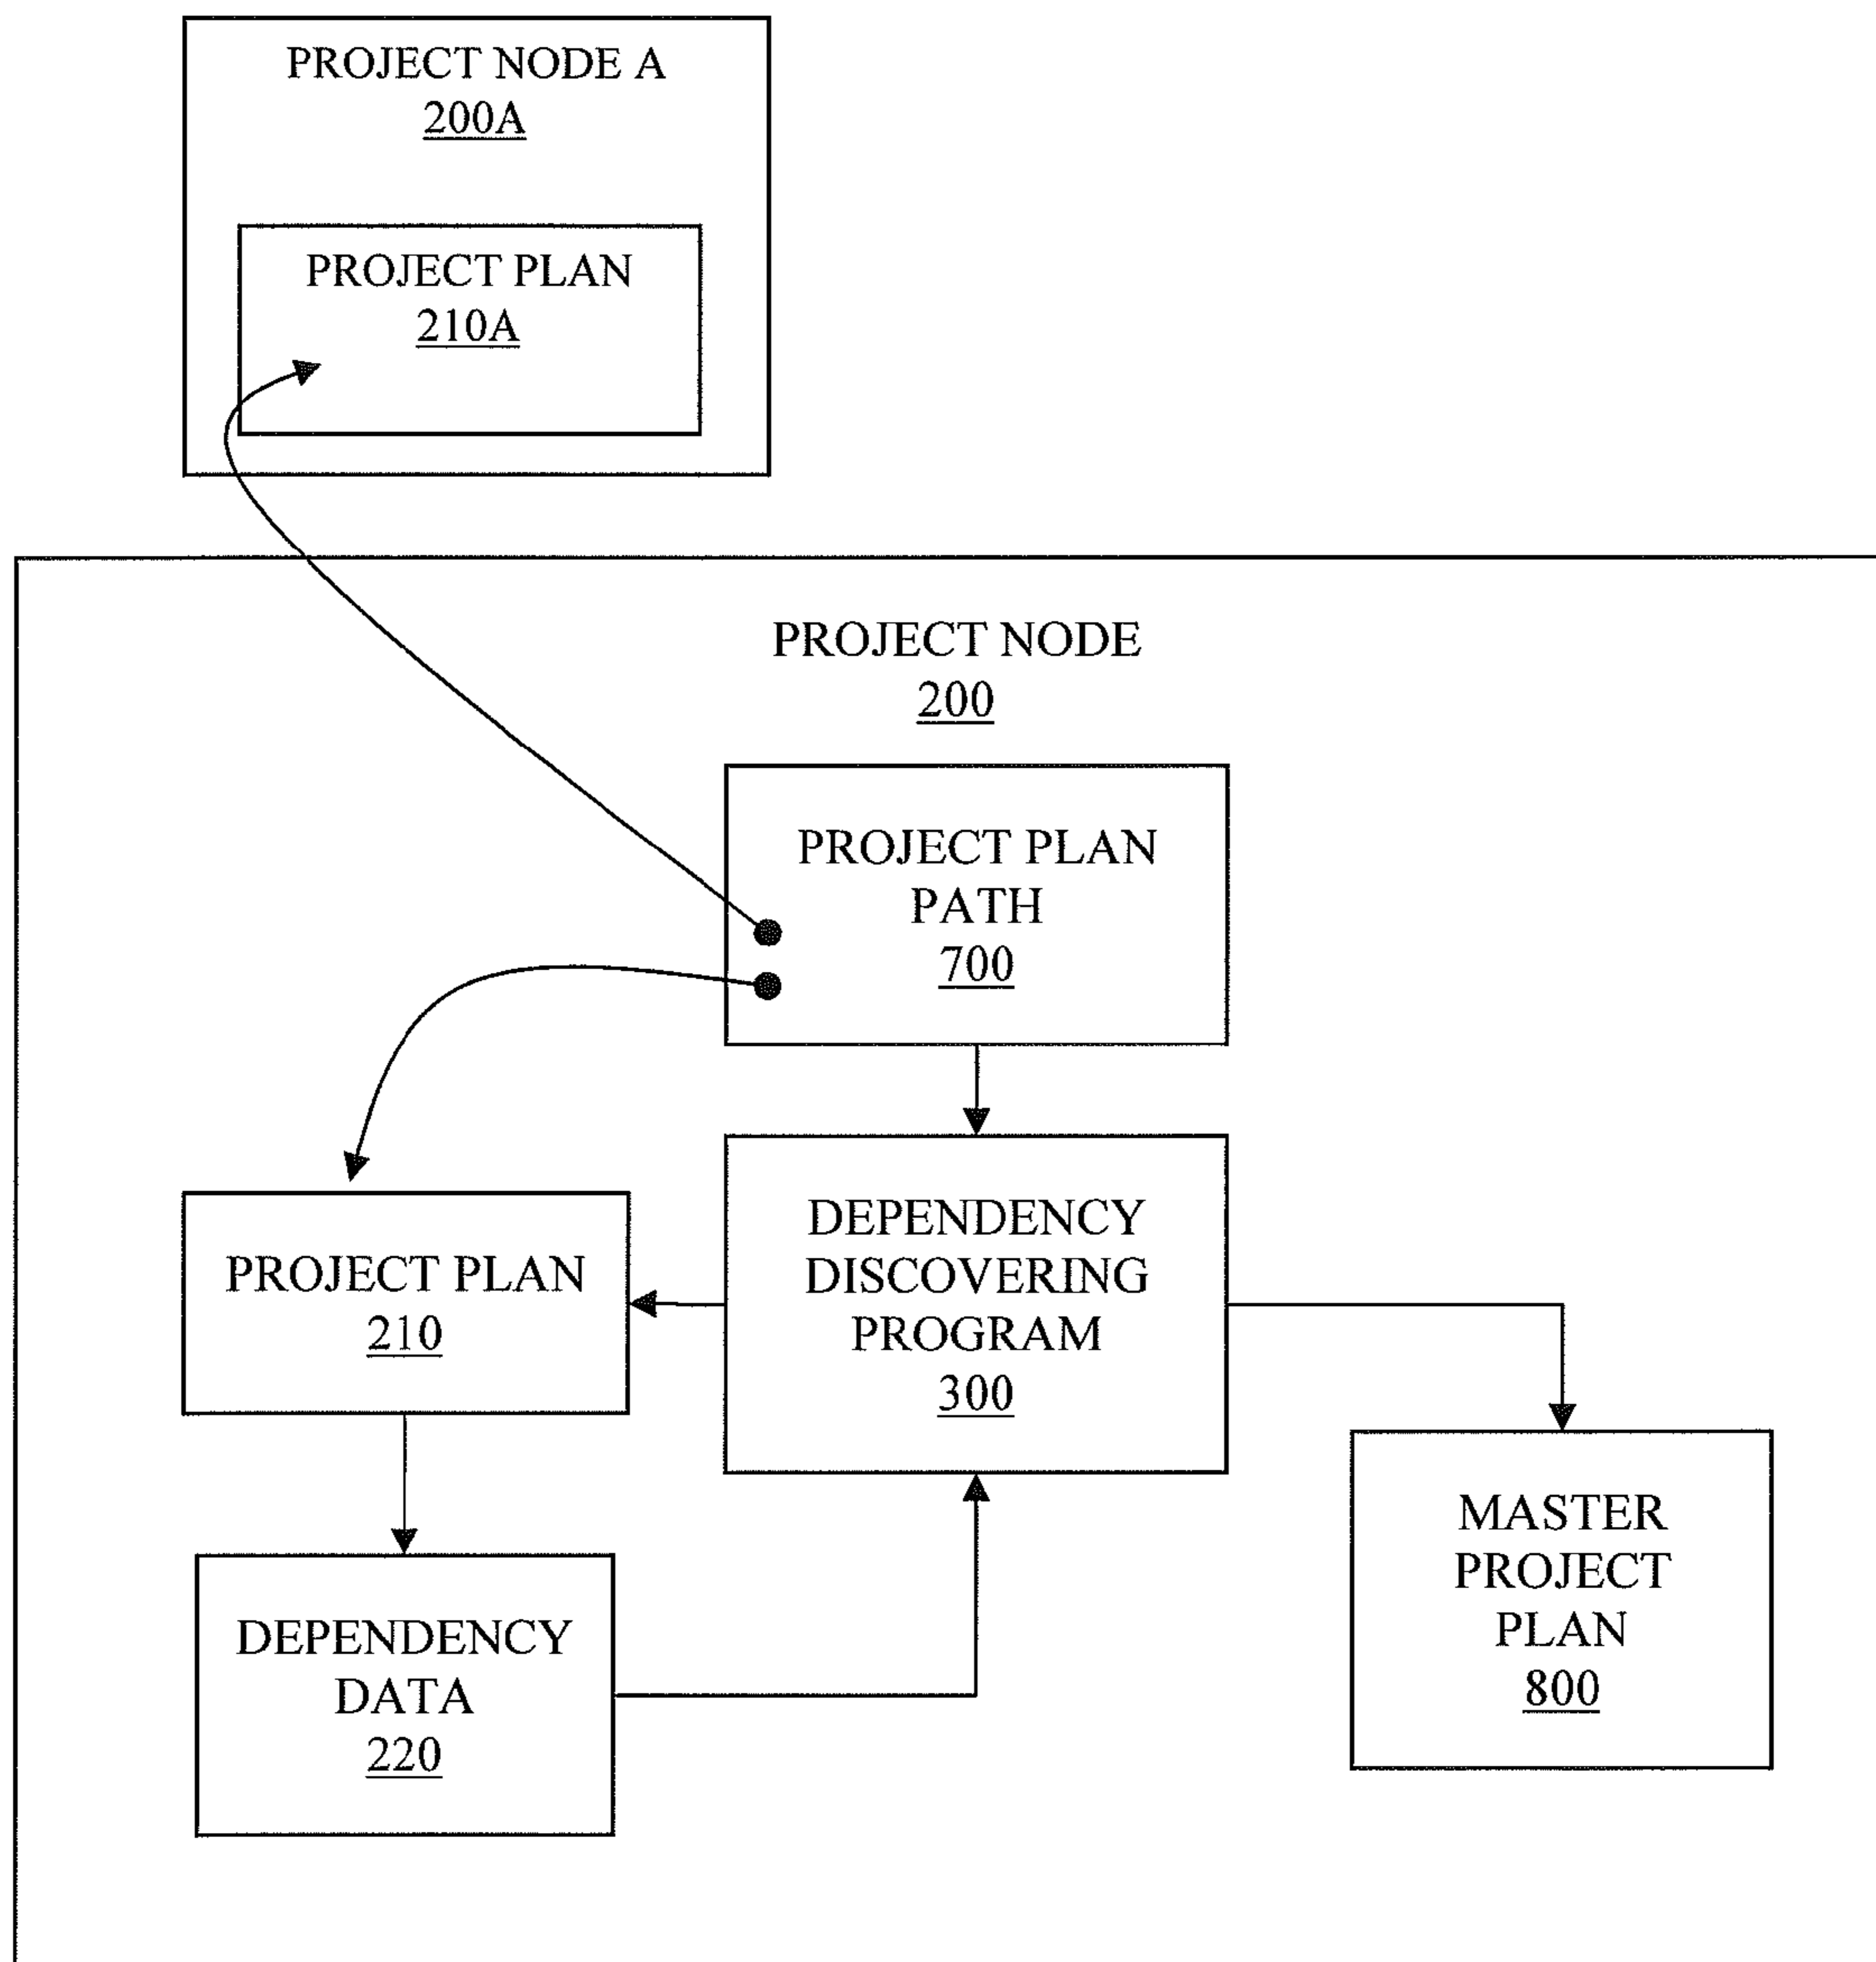 PROJECT NODE A
200A
PROJECT PLAN
210A
PROJECT NODE
200
PROJECT PLAN
PATH
700
DEPENDENCY
DISCOVERING
PROGRAM
300
PROJECT PLAN
210
DEPENDENCY
DATA
220
MASTER
PROJECT
PLAN
800